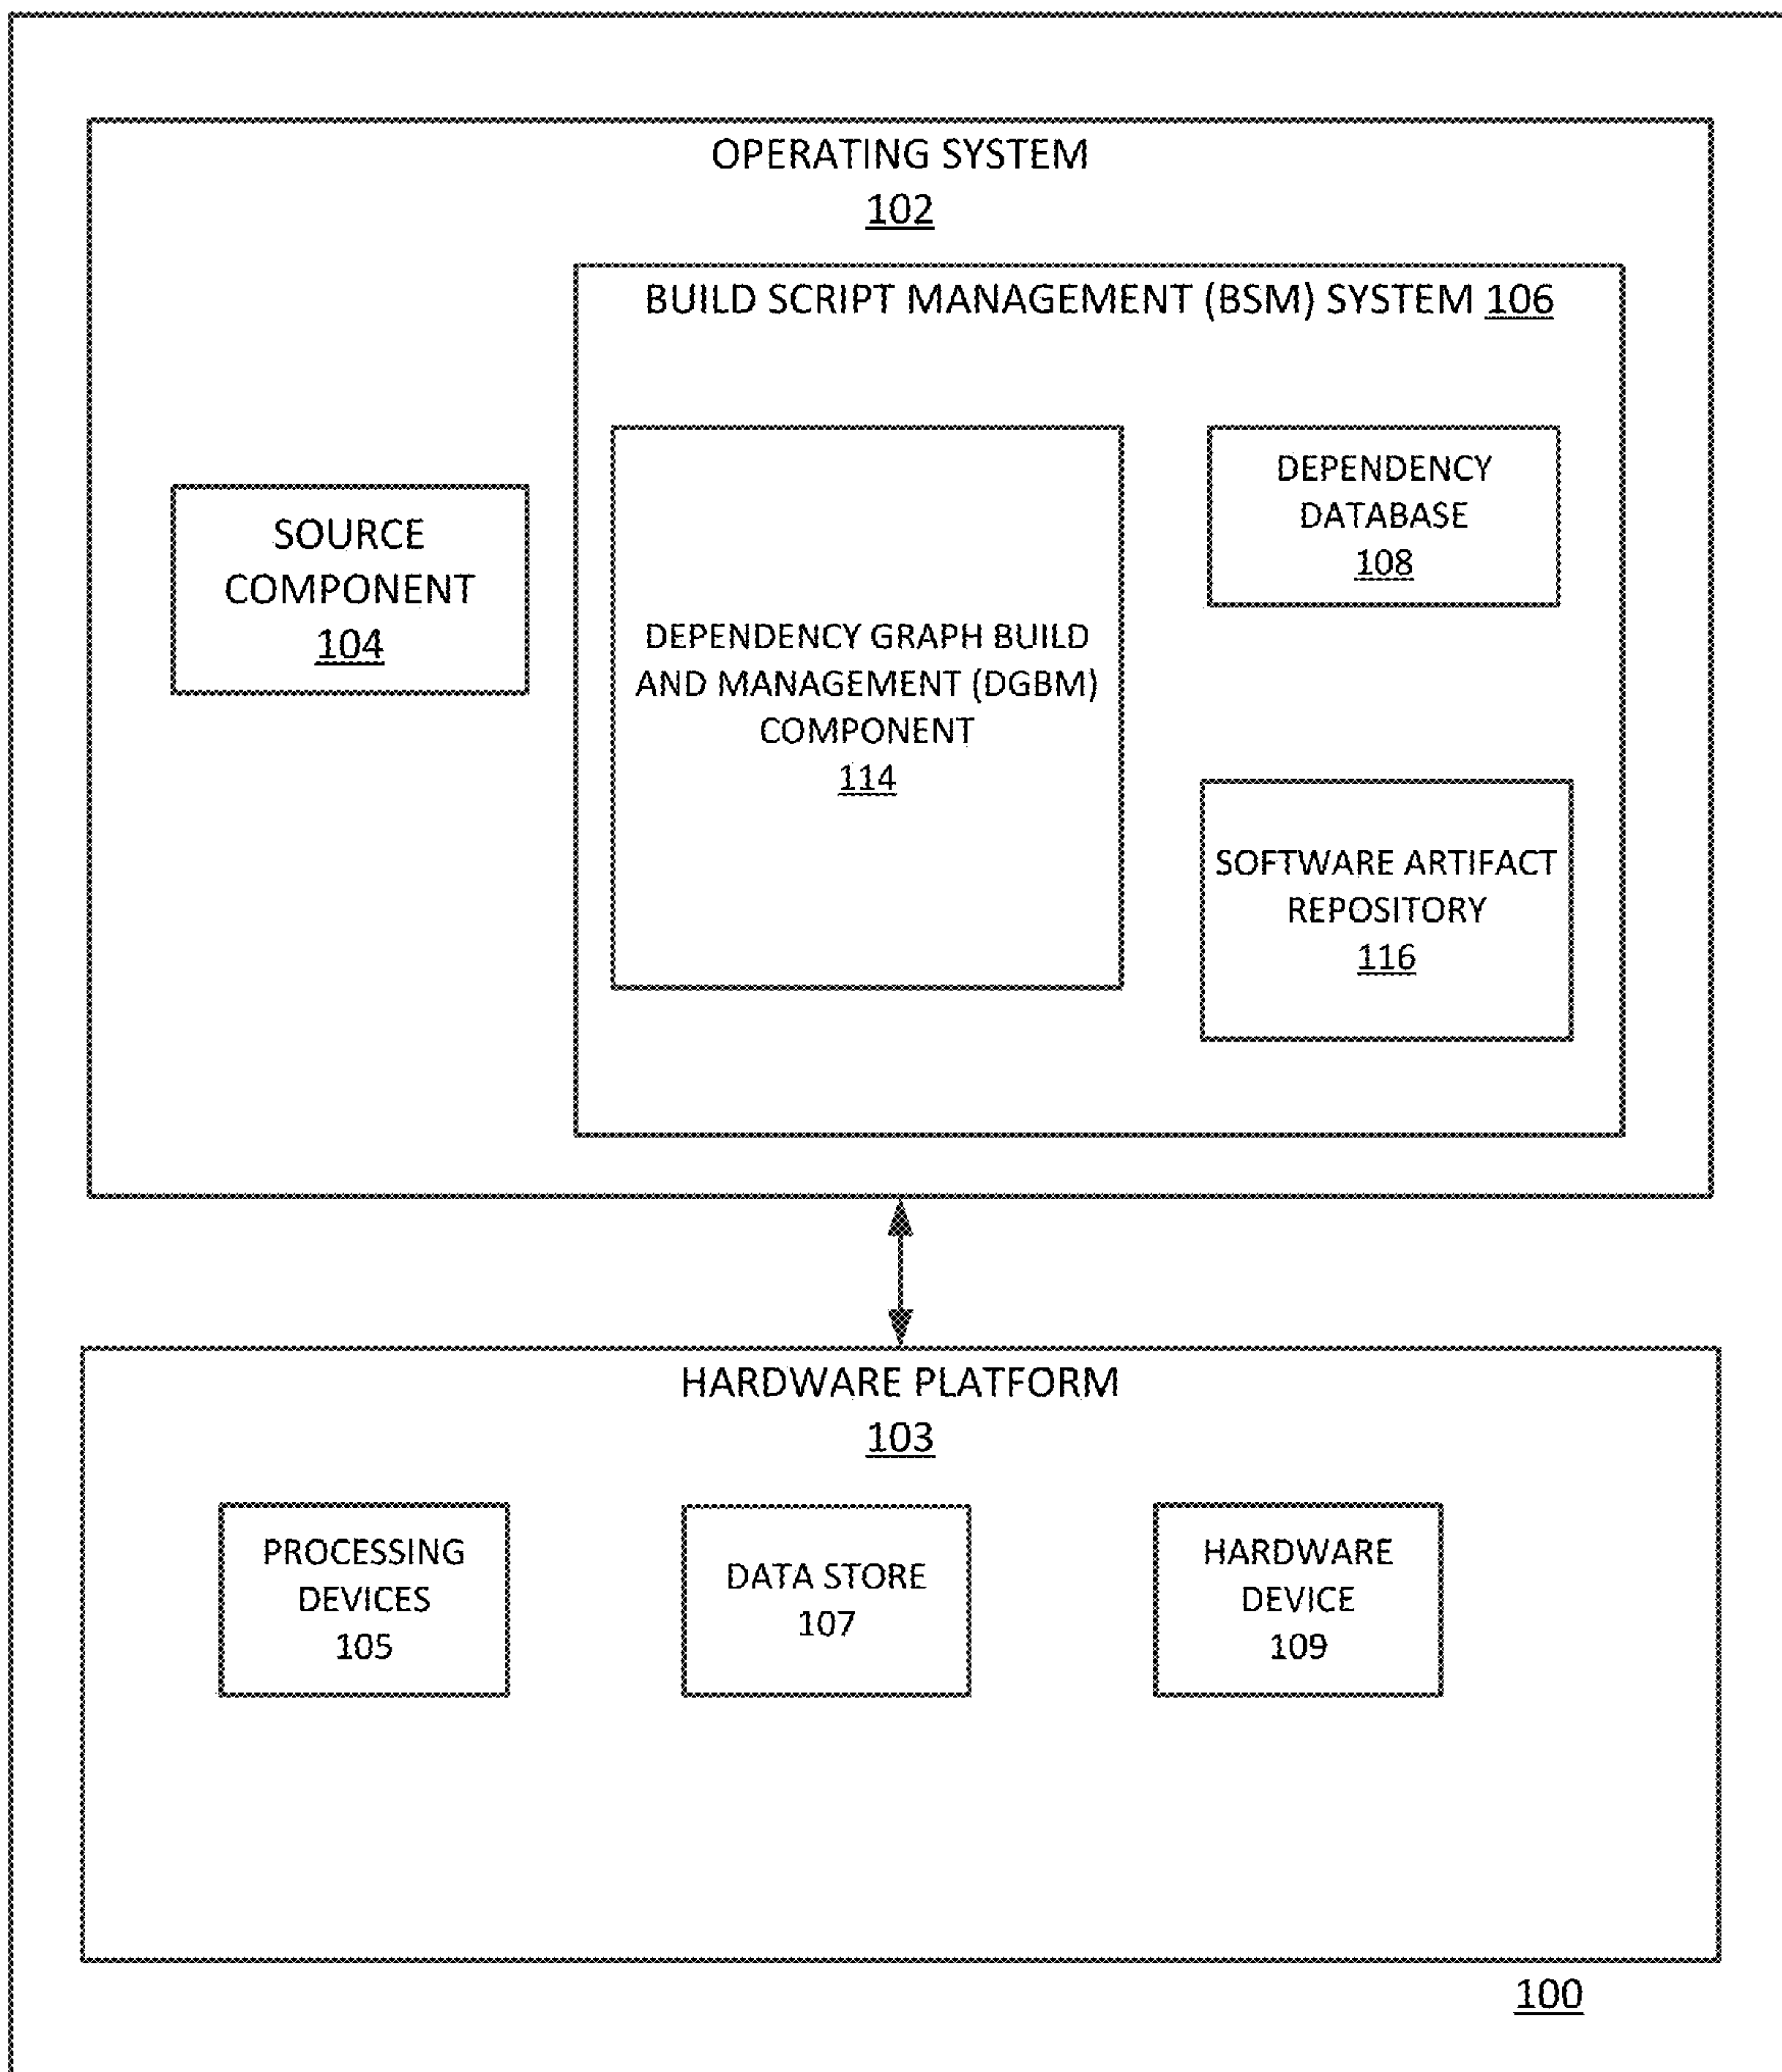 OPERATING SYSTEM
102
BUILD SCRIPT MANAGEMENT (BSM) SYSTEM 106
SOURCE
COMPONENT
104
DEPENDENCY GRAPH BUILD
AND MANAGEMENT (DGBM)
COMPONENT
114
DEPENDENCY
DATABASE
108
SOFTWARE ARTIFACT
REPOSITORY
116
HARDWARE PLATFORM
103
PROCESSING
DEVICES
105
DATA STORE
107
HARDWARE
DEVICE
109
100